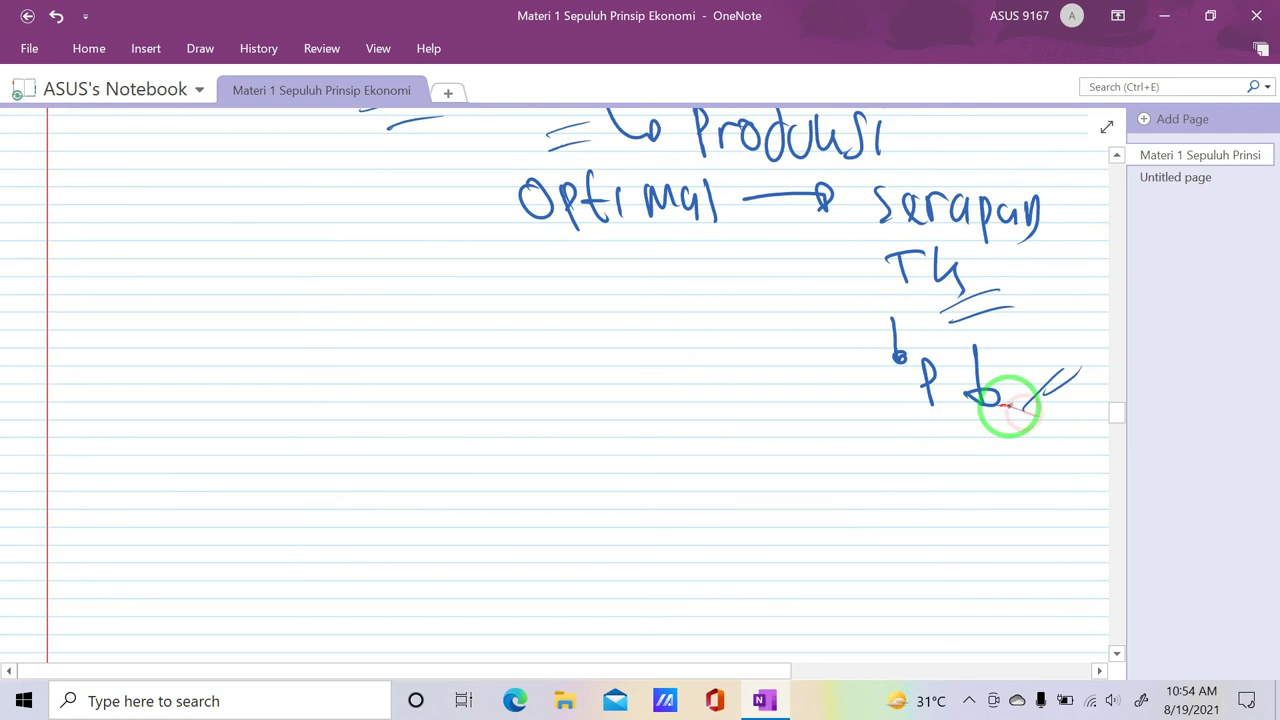 Materi 1 Sepuluh Prinsip Ekonomi - OneNote
ASUS 9167
A
File Home Insert Draw History Review View Help
ASUS's Notebook
Materi 1 Sepuluh Prinsip Ekonomi
Search (Ctrl+E)
Add Page
Materi 1 Sepuluh Prinsi
Untitled page
= Produksi
Optimal → serapan
TK
P
Type here to search
31°C
10:54 AM
8/19/2021